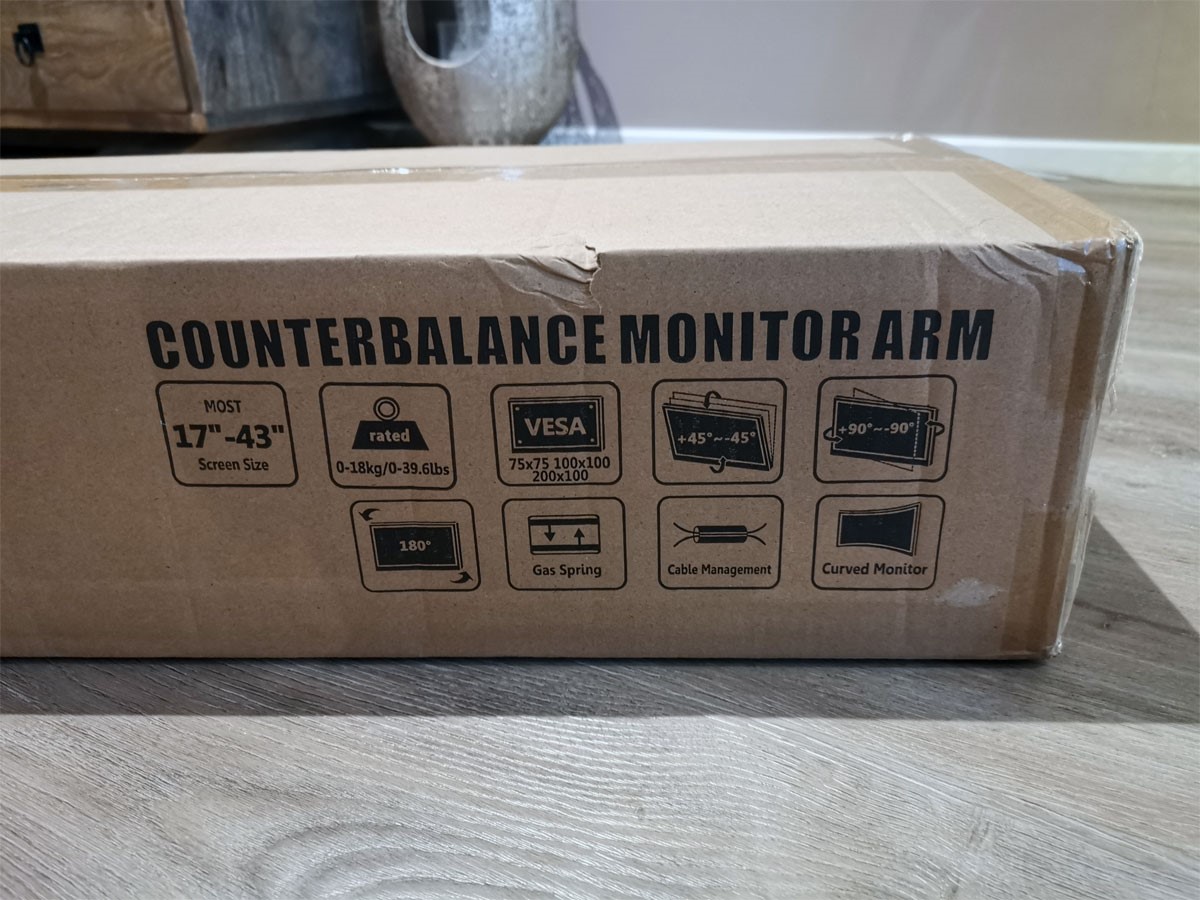 COUNTERBALANCE MONITOR ARM
MOST
17"-43"
Screen Size
rated
0-18kg/0-39.6lbs
VESA
75x75 100x100
200x100
+45°~-45°
+90°~-90°
180°
Gas Spring
Cable Management
Curved Monitor